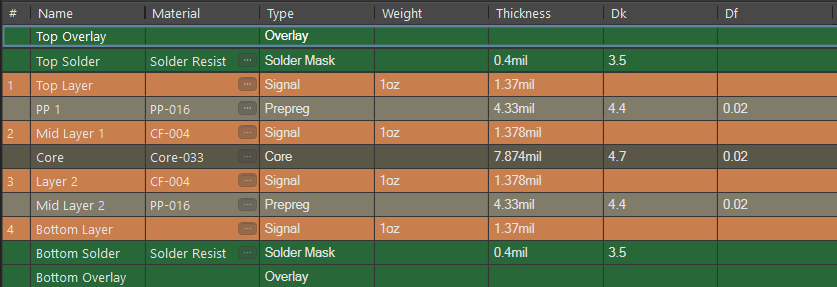 # Name Material Type Weight Thickness Dk Df
Top Overlay Overlay
Top Solder Solder Resist ... Solder Mask 0.4mil 3.5
1 Top Layer ... Signal 1oz 1.37mil
PP 1 PP-016 ... Prepreg 4.33mil 4.4 0.02
2 Mid Layer 1 CF-004 ... Signal 1oz 1.378mil
Core Core-033 ... Core 7.874mil 4.7 0.02
3 Layer 2 CF-004 ... Signal 1oz 1.378mil
Mid Layer 2 PP-016 ... Prepreg 4.33mil 4.4 0.02
4 Bottom Layer ... Signal 1oz 1.37mil
Bottom Solder Solder Resist ... Solder Mask 0.4mil 3.5
Bottom Overlay Overlay